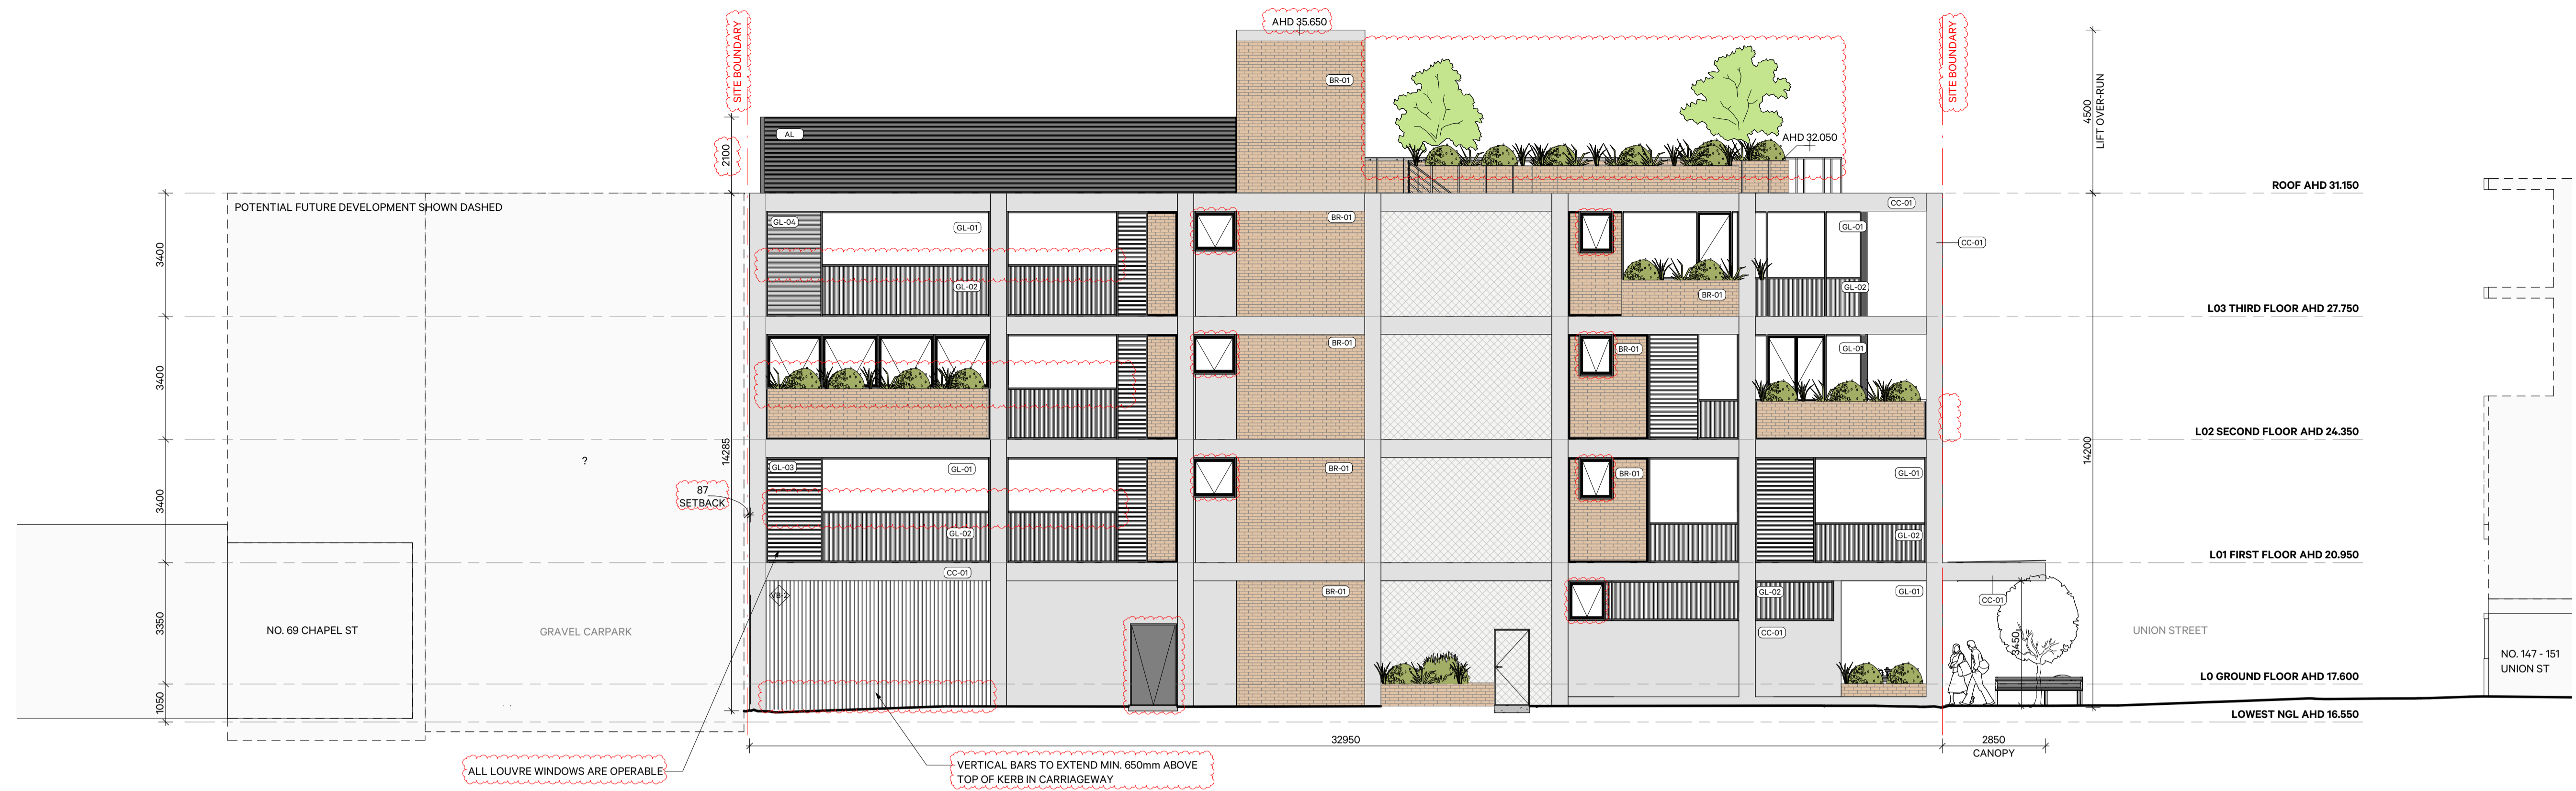 SITE BOUNDARY
AHD 35.650
SITE BOUNDARY
BR-01
4500
LIFT OVER-RUN
AL
2100
AHD 32.050
ROOF AHD 31.150
POTENTIAL FUTURE DEVELOPMENT SHOWN DASHED
GL-04
GL-01
BR-01
CC-01
GL-01
CC-01
3400
GL-02
BR-01
GL-02
L03 THIRD FLOOR AHD 27.750
BR-01
BR-01
GL-01
3400
L02 SECOND FLOOR AHD 24.350
14285
14200
?
GL-03
GL-01
BR-01
BR-01
GL-01
87
SETBACK
3400
GL-02
GL-02
L01 FIRST FLOOR AHD 20.950
CC-01
VB-2
BR-01
GL-02
GL-01
CC-01
3350
NO. 69 CHAPEL ST
GRAVEL CARPARK
CC-01
3450
UNION STREET
NO. 147 - 151
UNION ST
L0 GROUND FLOOR AHD 17.600
1050
LOWEST NGL AHD 16.550
32950
2850
CANOPY
ALL LOUVRE WINDOWS ARE OPERABLE
VERTICAL BARS TO EXTEND MIN. 650mm ABOVE
TOP OF KERB IN CARRIAGEWAY